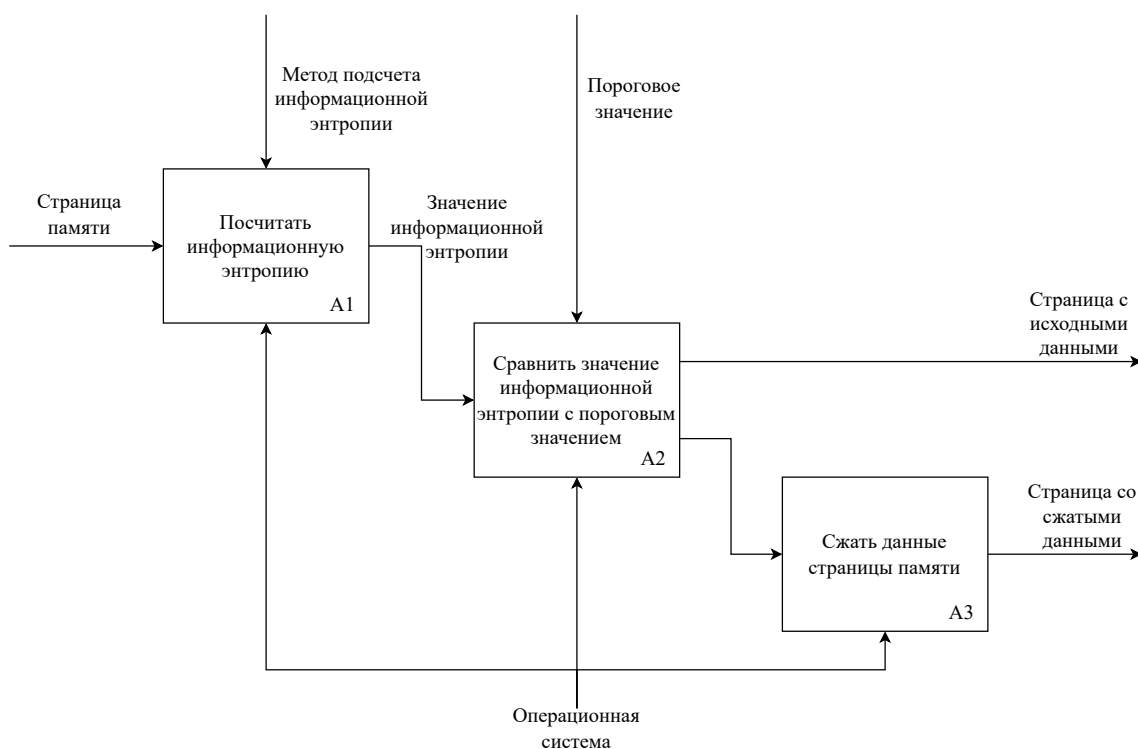 Метод подсчета
информационной
энтропии
Пороговое
значение
Страница
памяти
Посчитать
информационную
энтропию
A1
Значение
информационной
энтропии
Сравнить значение
информационной
энтропии с пороговым
значением
A2
Страница с
исходными
данными
Сжать данные
страницы памяти
A3
Страница со
сжатыми
данными
Операционная
система